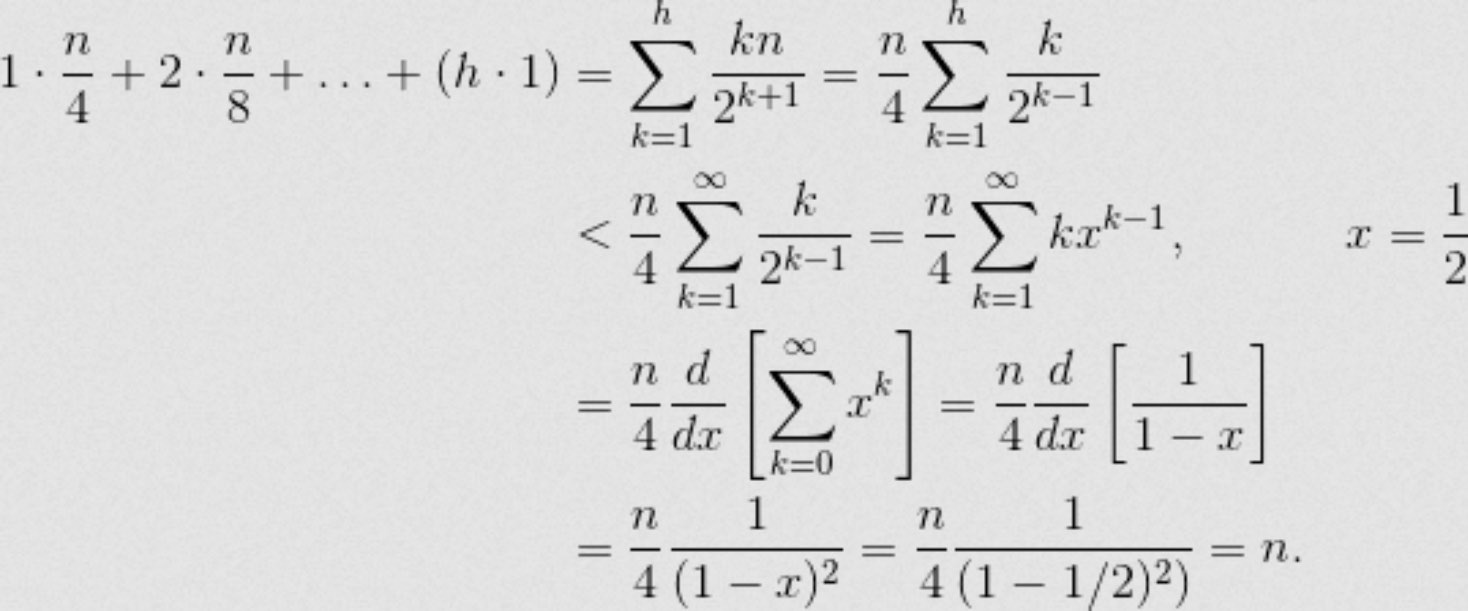 1 · n/4 + 2 · n/8 + … + (h · 1) = ∑_{k=1}^{h} kn/2^{k+1} = n/4 ∑_{k=1}^{h} k/2^{k−1}
< n/4 ∑_{k=1}^{∞} k/2^{k−1} = n/4 ∑_{k=1}^{∞} kx^{k−1}, x = 1/2
= n/4 d/dx [∑_{k=0}^{∞} x^k] = n/4 d/dx [1/(1 − x)]
= n/4 1/(1 − x)^2 = n/4 1/(1 − 1/2)^2) = n.